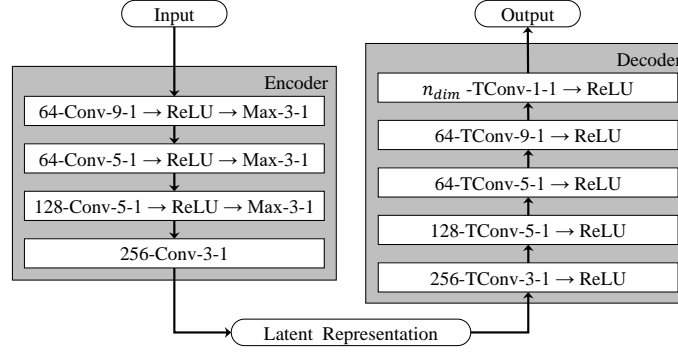 Input
Encoder
64-Conv-9-1 → ReLU → Max-3-1
64-Conv-5-1 → ReLU → Max-3-1
128-Conv-5-1 → ReLU → Max-3-1
256-Conv-3-1
Latent Representation
Output
Decoder
n_{dim} -TConv-1-1 → ReLU
64-TConv-9-1 → ReLU
64-TConv-5-1 → ReLU
128-TConv-5-1 → ReLU
256-TConv-3-1 → ReLU